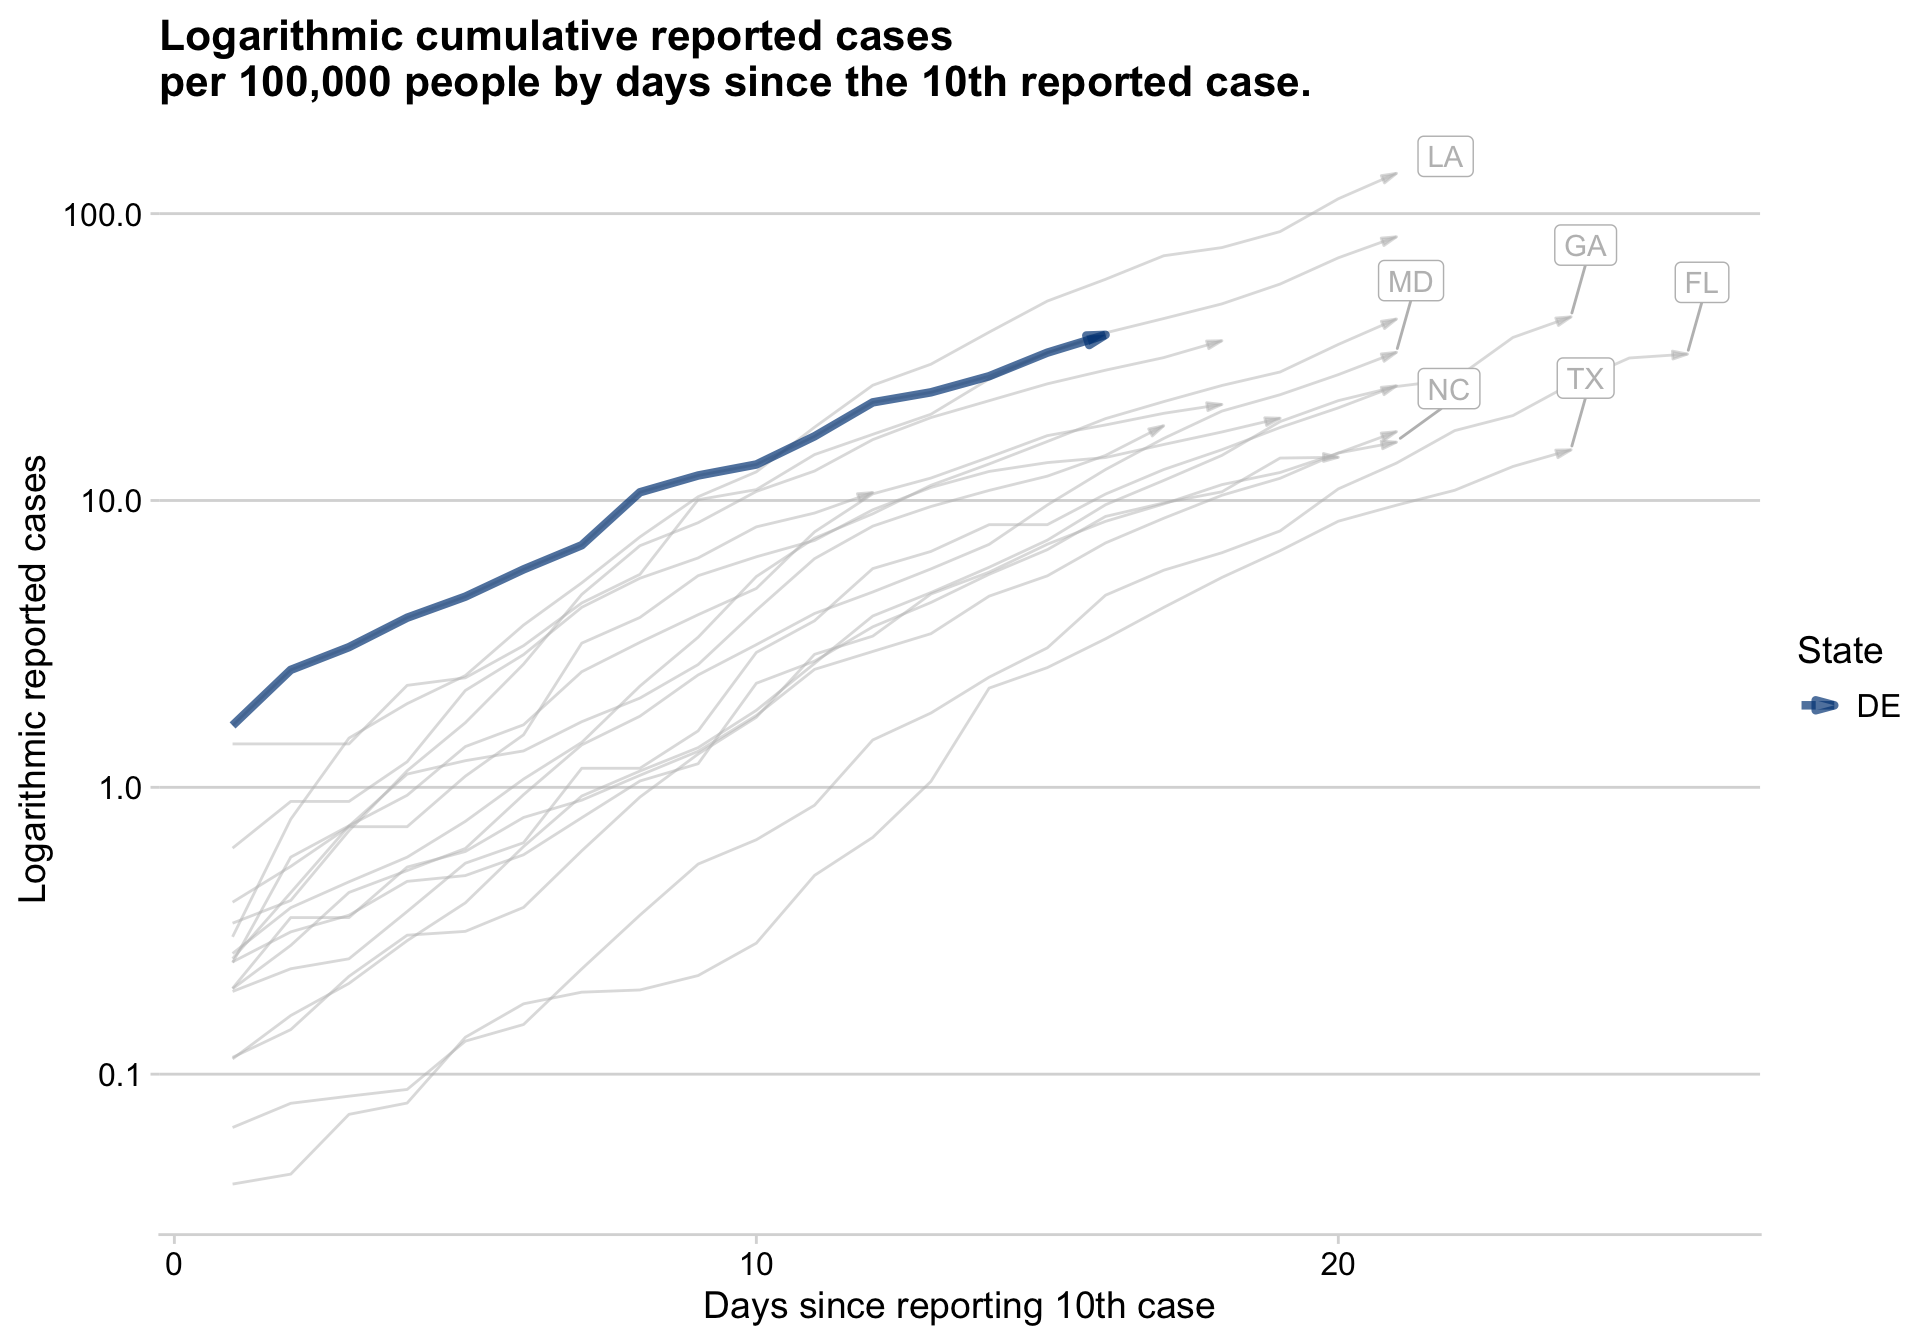 Logarithmic cumulative reported cases
per 100,000 people by days since the 10th reported case.
LA
GA
FL
MD
TX
NC
100.0
10.0
1.0
0.1
Logarithmic reported cases
State
DE
0
10
20
Days since reporting 10th case